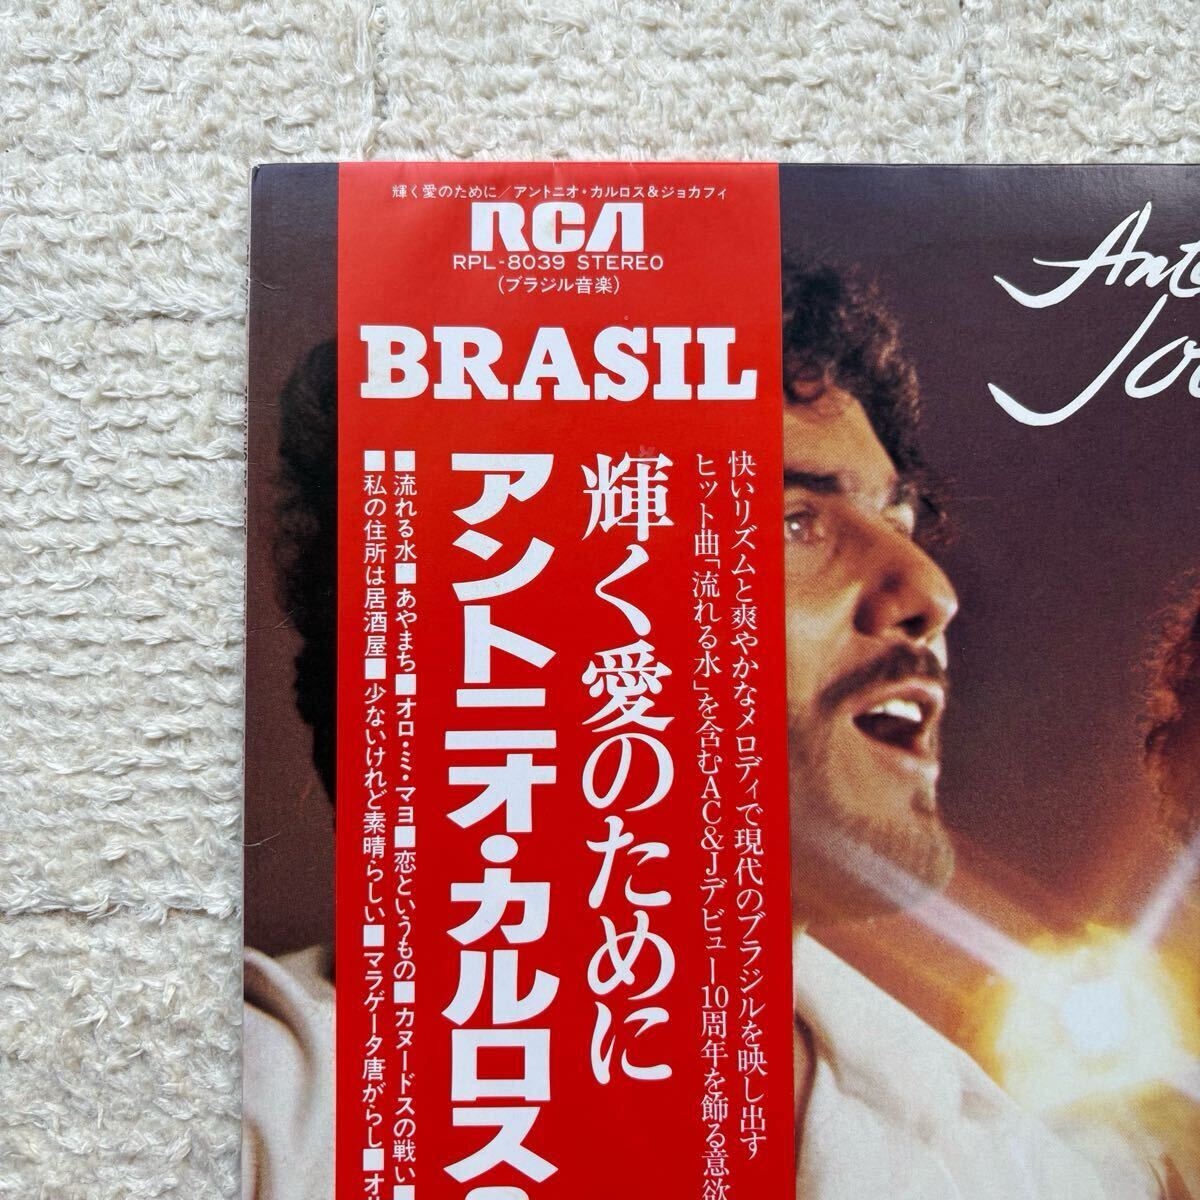 輝く愛のために/アントニオ・カルロス&ジョカフィ
RCA
RPL-8039 STEREO
(ブラジル音楽)
BRASIL
快いリズムと爽やかなメロディで現代のブラジルを映し出す
ヒット曲「流れる水」を含むAC&Jデビュー10周年を飾る意欲
輝く愛のために
アントニオ・カルロス
■流れる水■あやまち■オロ・ミ・マヨ■恋というもの■カヌードスの戦い■
■私の住所は居酒屋■少ないけれど素晴らしい■マラゲータ唐がらし■オサ